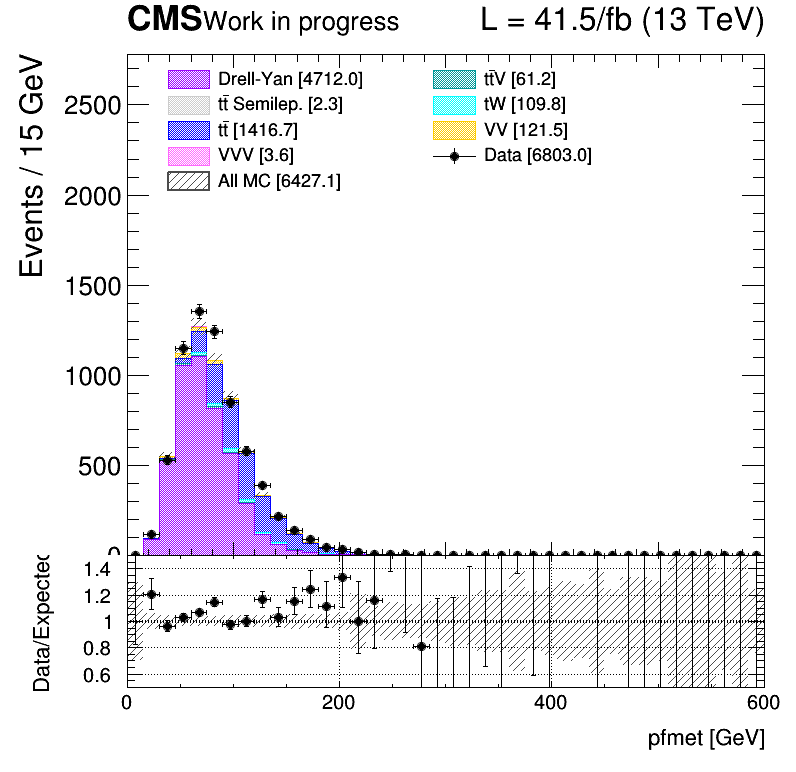 CMS Work in progress L = 41.5/fb (13 TeV)
Events / 15 GeV
2500
2000
1500
1000
500
0
Drell-Yan [4712.0]
tt̄ Semilep. [2.3]
tt̄ [1416.7]
VVV [3.6]
All MC [6427.1]
tt̄V [61.2]
tW [109.8]
VV [121.5]
Data [6803.0]
Data/Expected
1.4
1.2
1
0.8
0.6
0 200 400 600
pfmet [GeV]